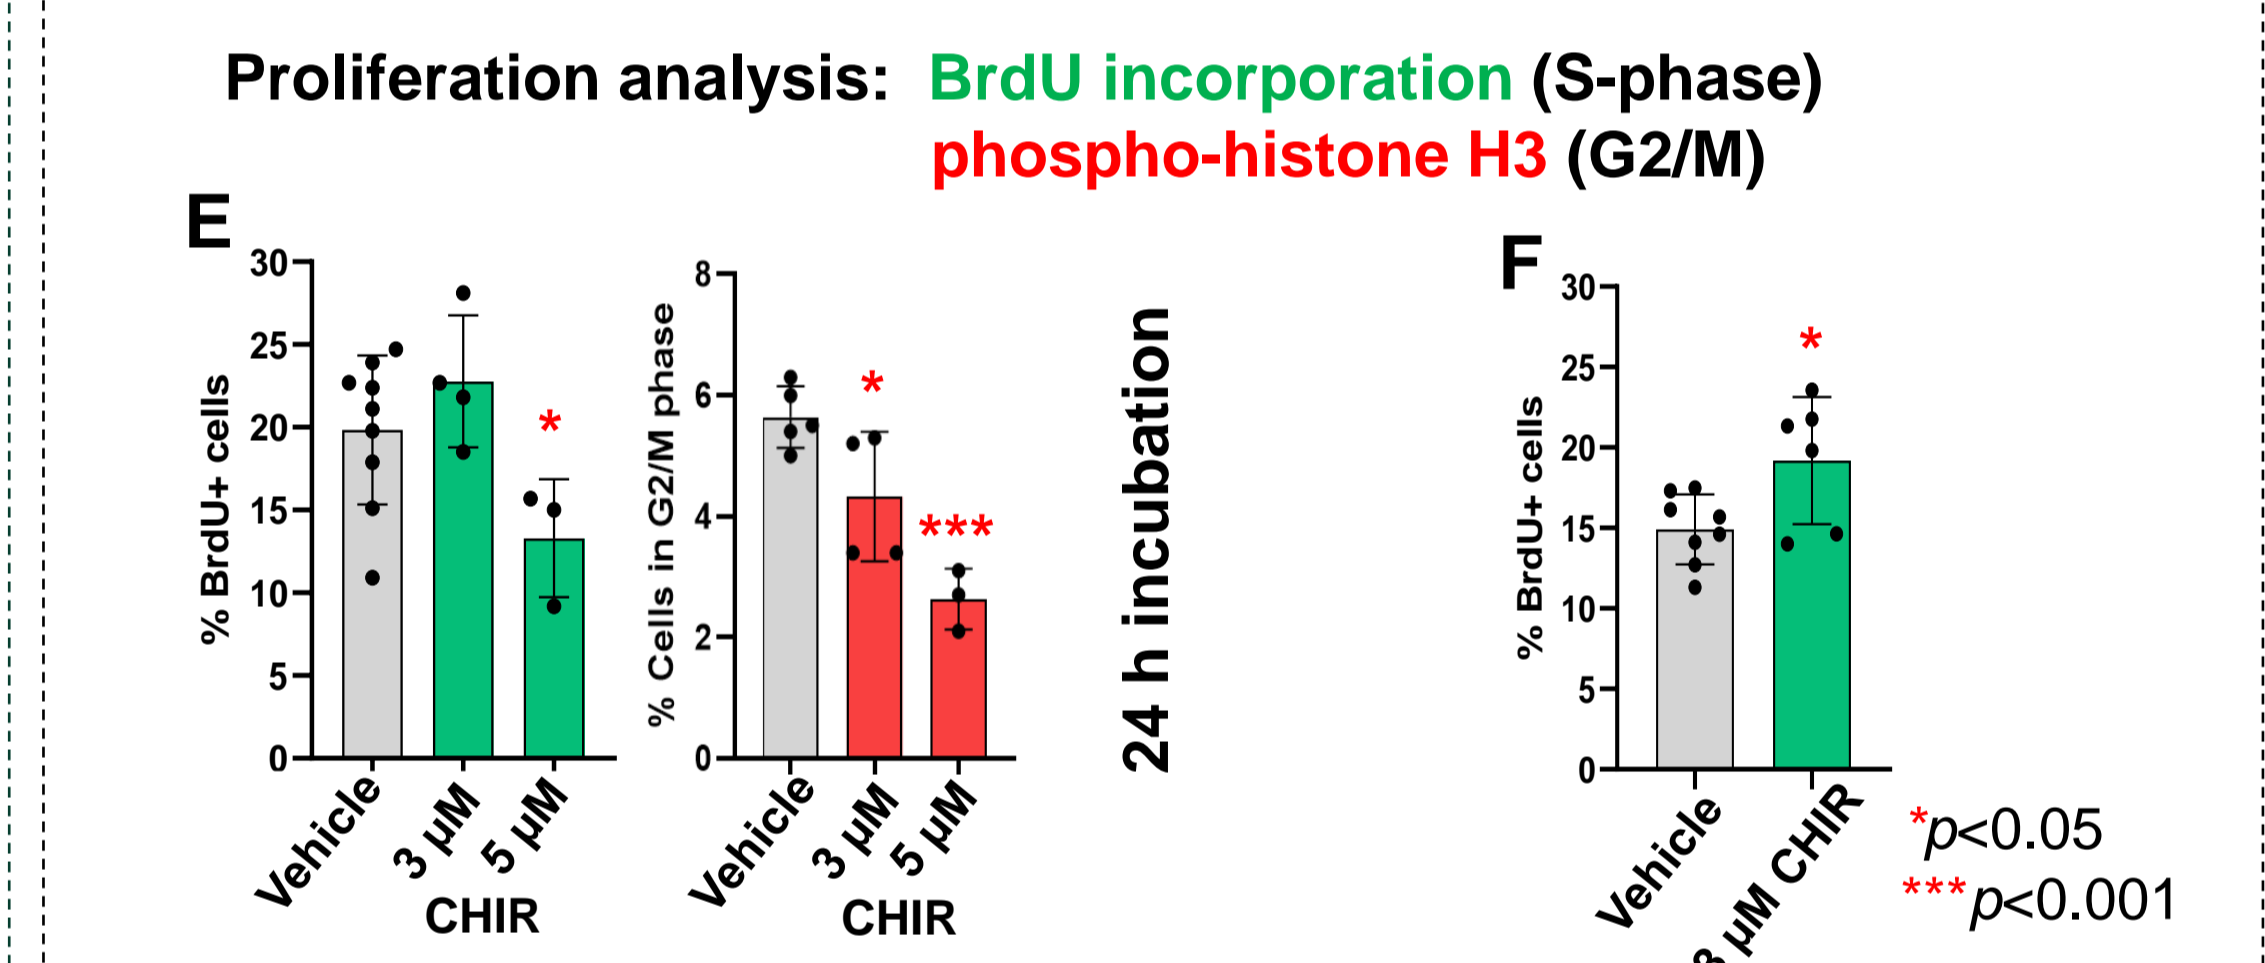 Proliferation analysis: BrdU incorporation (S-phase)
phospho-histone H3 (G2/M)
E
% BrdU+ cells
30
25
20
15
10
5
0
*
Vehicle
3 µM
5 µM
CHIR
% Cells in G2/M phase
8
6
4
2
0
*
***
Vehicle
3 µM
5 µM
CHIR
24 h incubation
F
% BrdU+ cells
30
25
20
15
10
5
0
*
Vehicle
3 µM CHIR
*p<0.05
***p<0.001